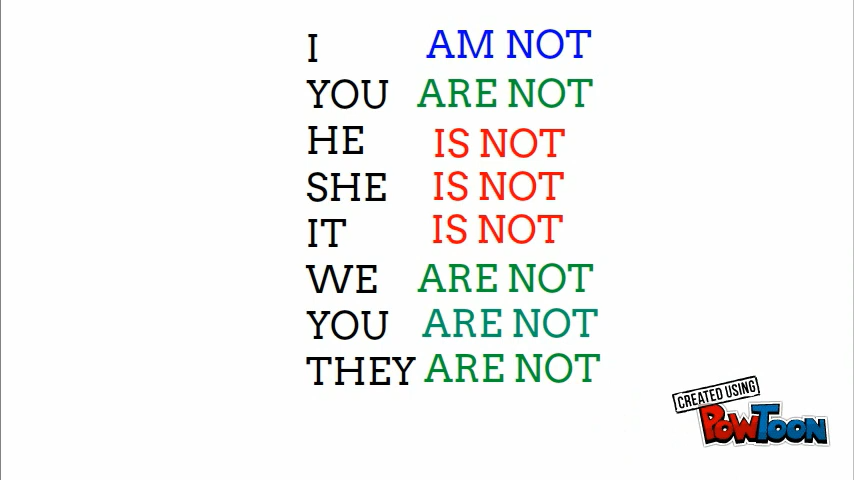 I AM NOT
YOU ARE NOT
HE IS NOT
SHE IS NOT
IT IS NOT
WE ARE NOT
YOU ARE NOT
THEY ARE NOT
CREATED USING
POWTOON